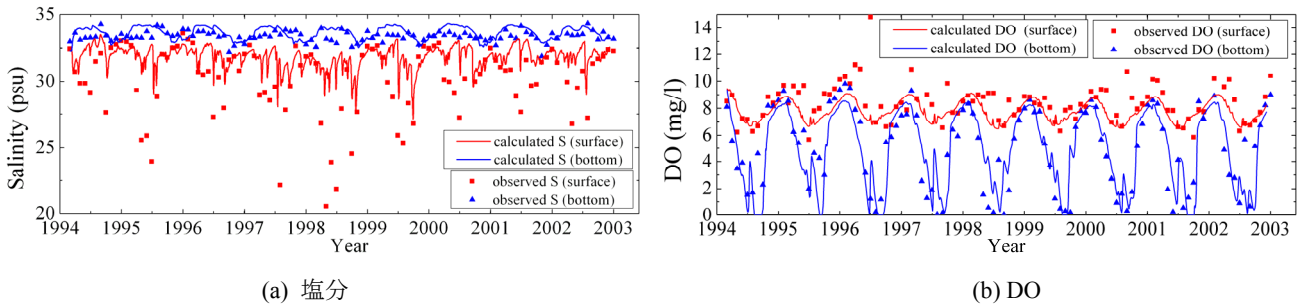 35
30
25
20
Salinity (psu)
calculated S (surface)
calculated S (bottom)
observed S (surface)
observed S (bottom)
1994 1995 1996 1997 1998 1999 2000 2001 2002 2003
Year
(a) 塩分
14
12
10
8
6
4
2
0
DO (mg/l)
calculated DO (surface)
calculated DO (bottom)
observed DO (surface)
observed DO (bottom)
1994 1995 1996 1997 1998 1999 2000 2001 2002 2003
Year
(b) DO